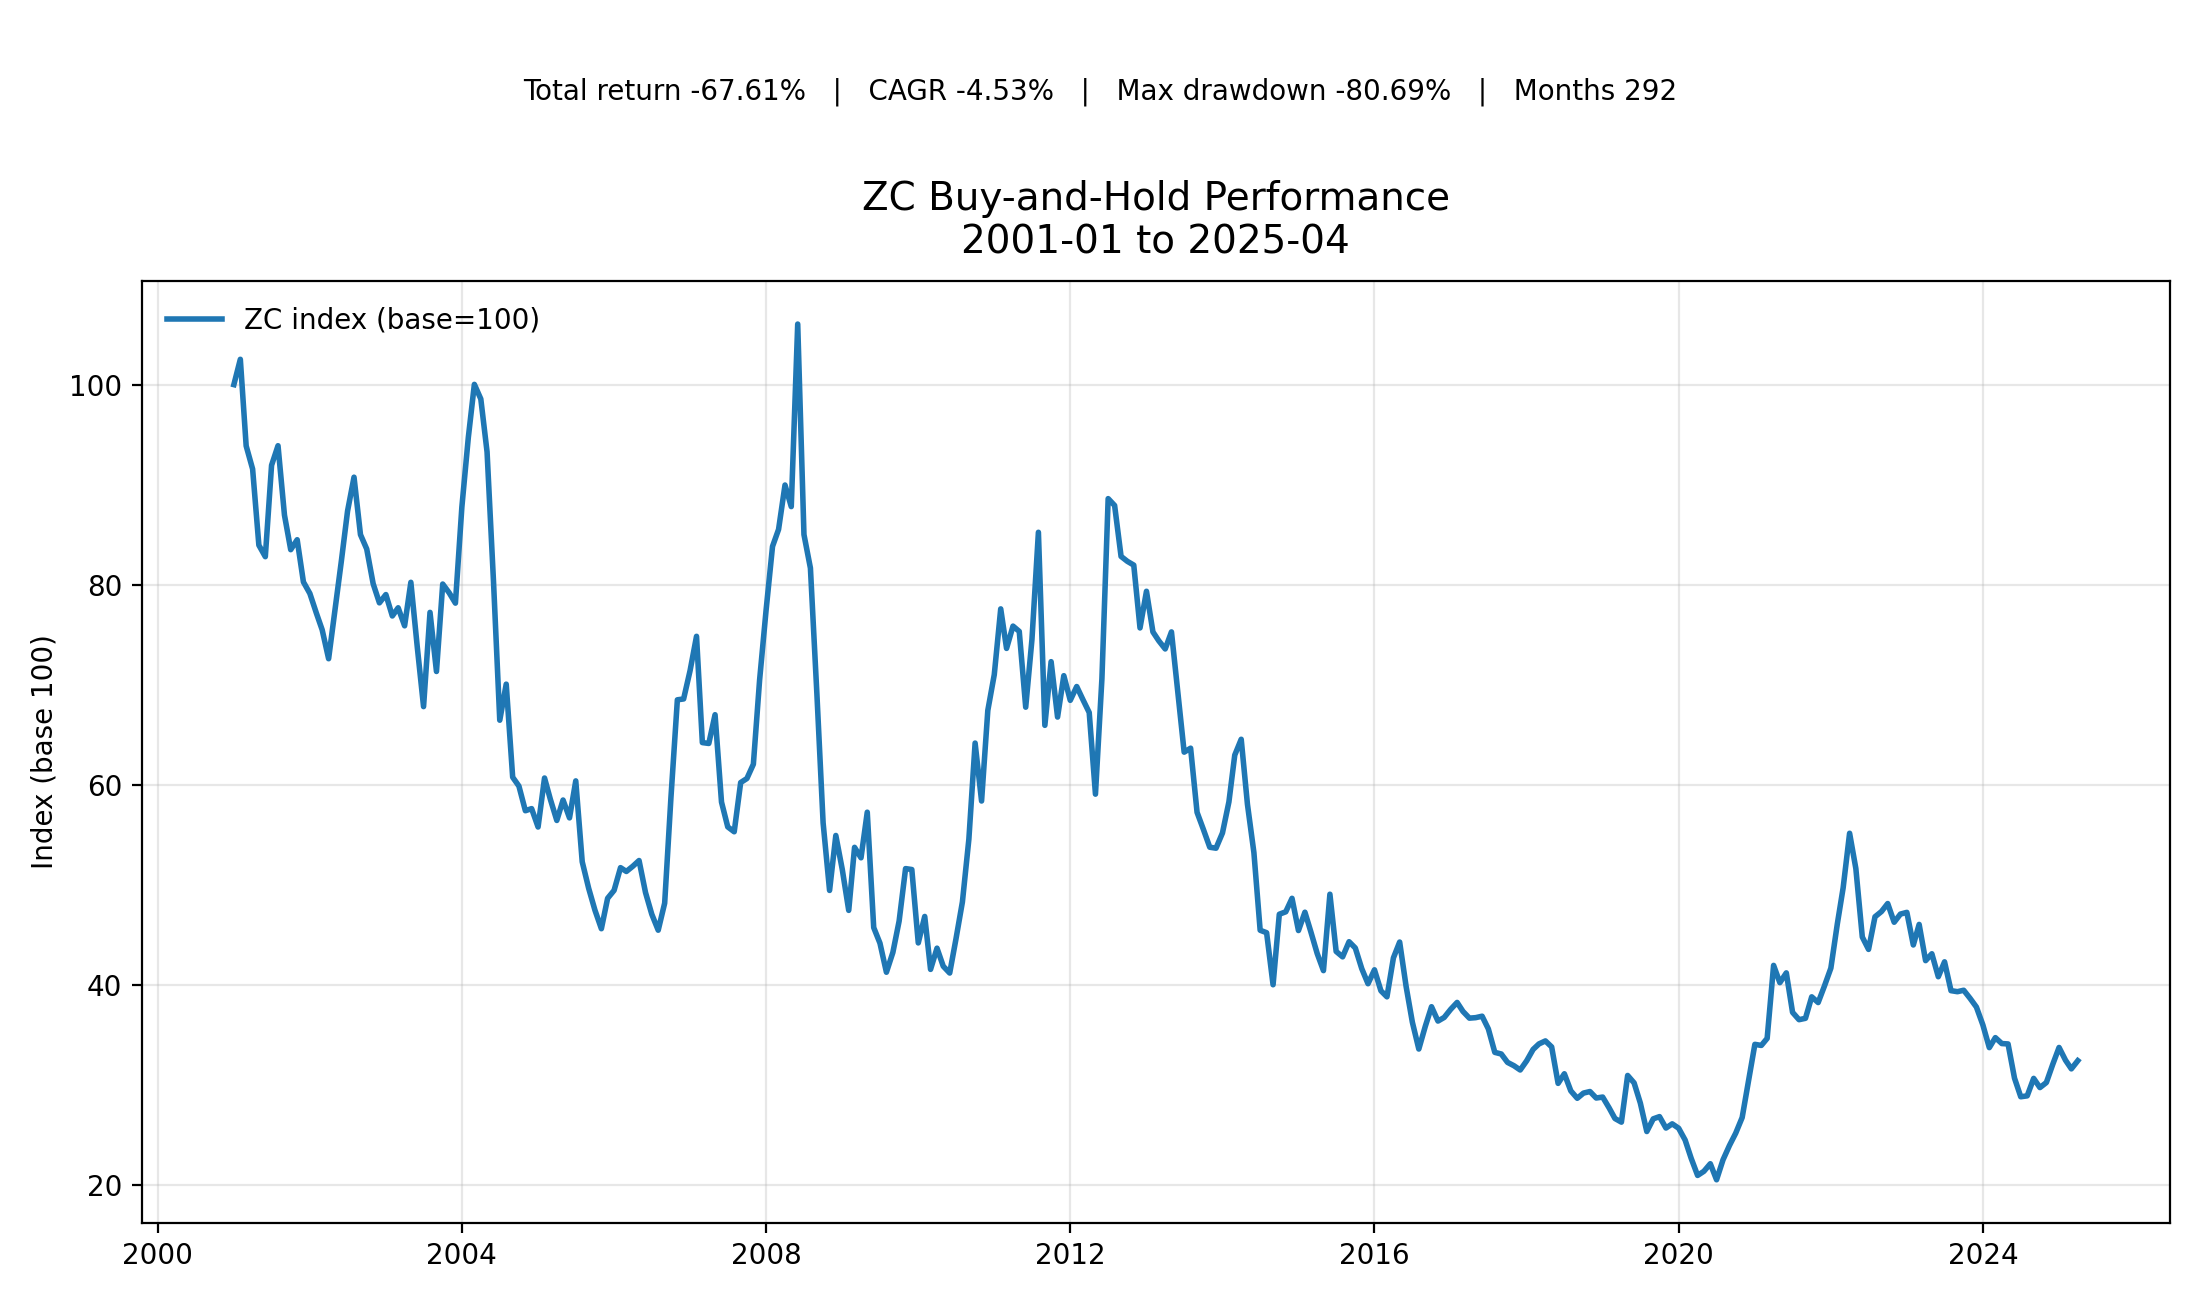 Total return -67.61% | CAGR -4.53% | Max drawdown -80.69% | Months 292
ZC Buy-and-Hold Performance
2001-01 to 2025-04
ZC index (base=100)
Index (base 100)
100
80
60
40
20
2000 2004 2008 2012 2016 2020 2024